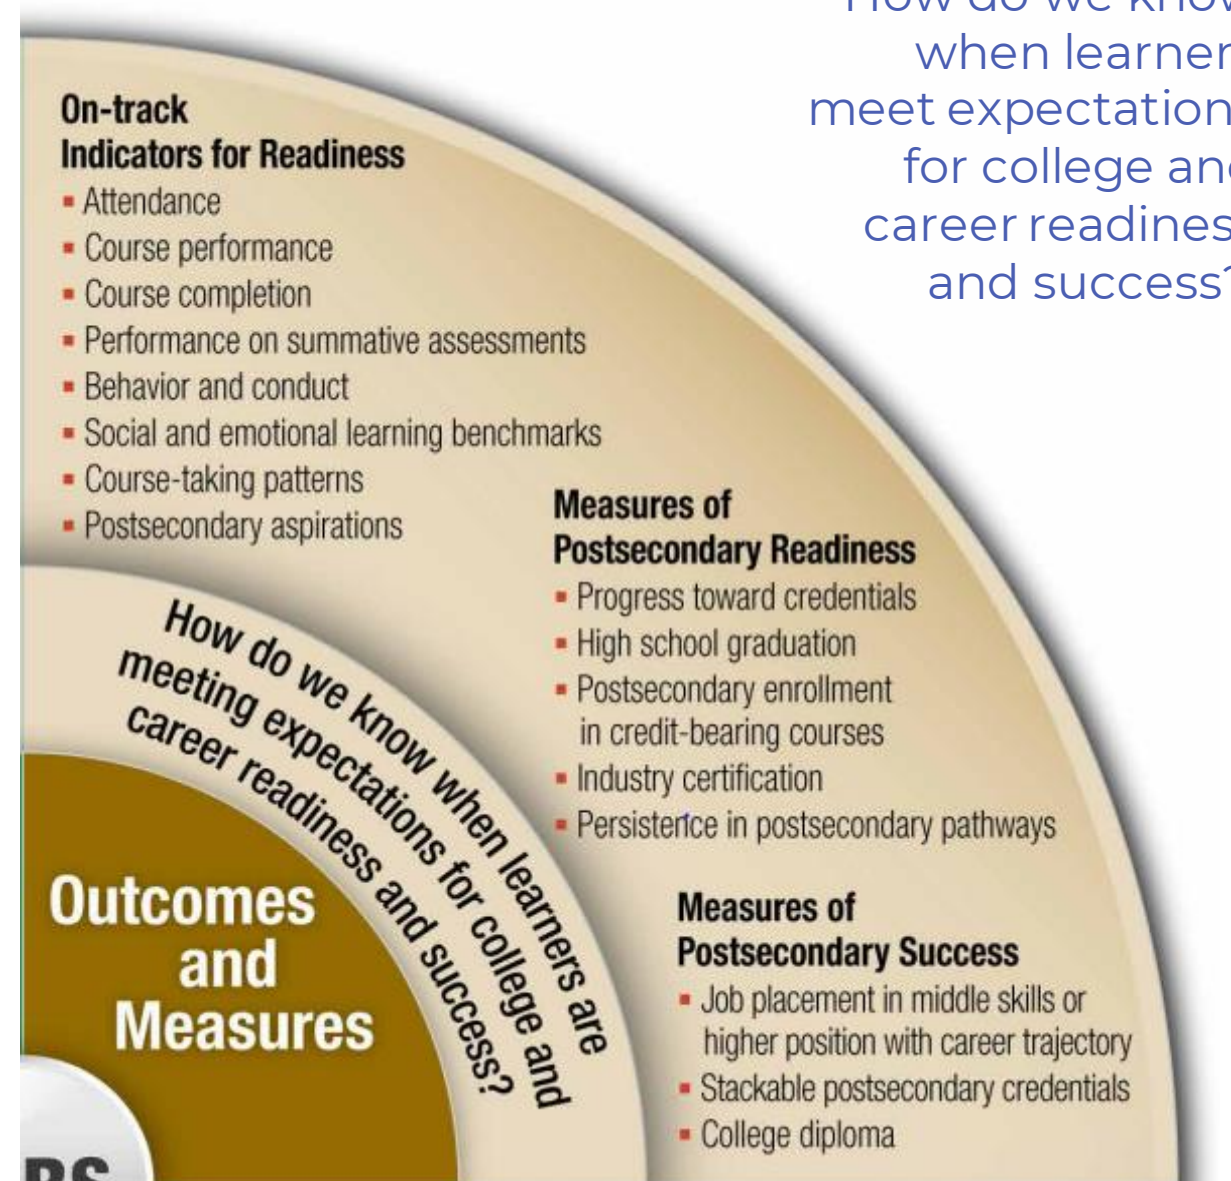 when
meet expectation
for college
career
and success?
On-track
Indicators for Readiness
▪ Attendance
▪ Course performance
▪ Course completion
▪ Performance on summative assessments
▪ Behavior and conduct
▪ Social and emotional learning benchmarks
▪ Course-taking patterns
▪ Postsecondary aspirations
Measures of
Postsecondary Readiness
▪ Progress toward credentials
▪ High school graduation
▪ Postsecondary enrollment
in credit-bearing courses
▪ Industry certification
▪ Persistence in postsecondary pathways
Measures of
Postsecondary Success
▪ Job placement in middle skills or
higher position with career trajectory
▪ Stackable postsecondary credentials
▪ College diploma
How do we know when learners are
meeting expectations for college and
career readiness and success?
Outcomes
and
Measures